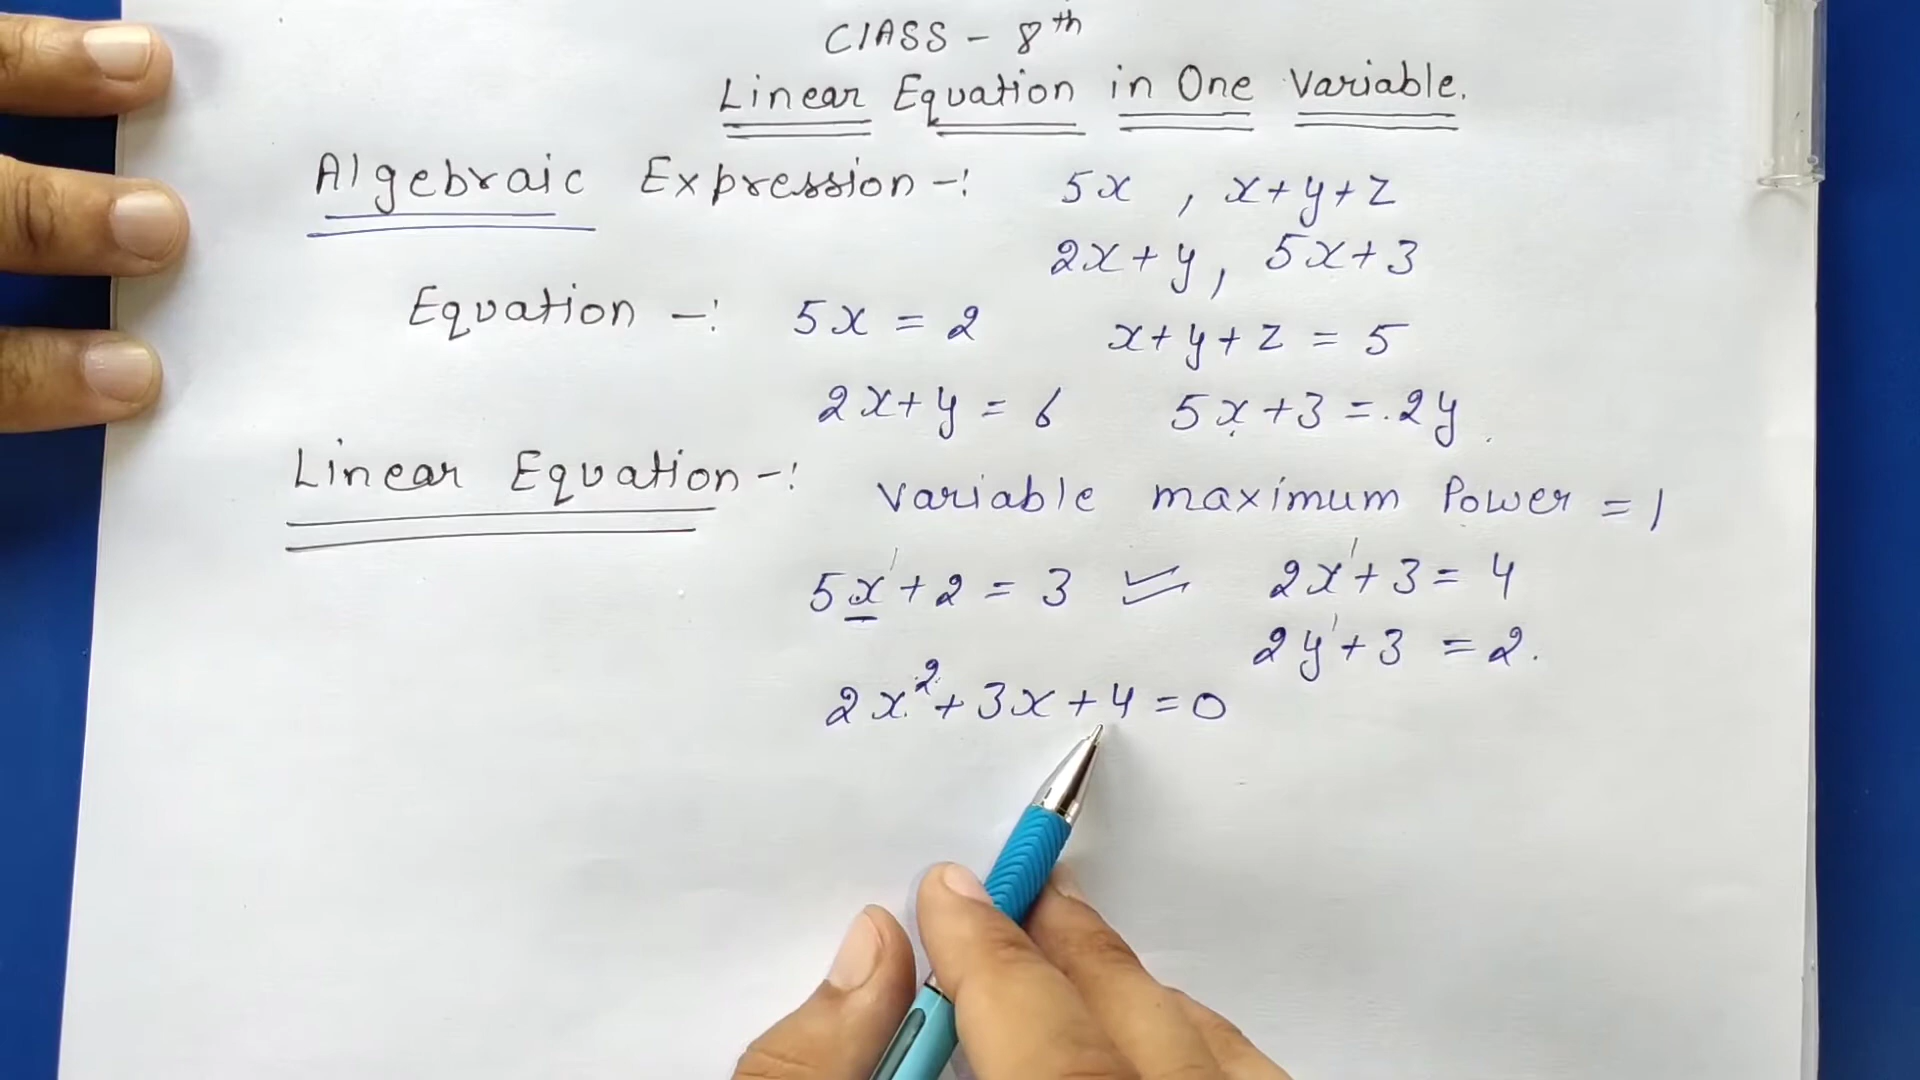 CLASS - 8th
Linear Equation in One Variable.
Algebraic Expression -: 5x , x+y+z
2x+y, 5x+3
Equation -: 5x = 2 x+y+z = 5
2x+y = 6 5x+3 = 2y
Linear Equation -: Variable maximum Power = 1
5x¹+2 = 3 2x¹+3 = 4
2y¹+3 = 2.
2x²+3x+4 = 0